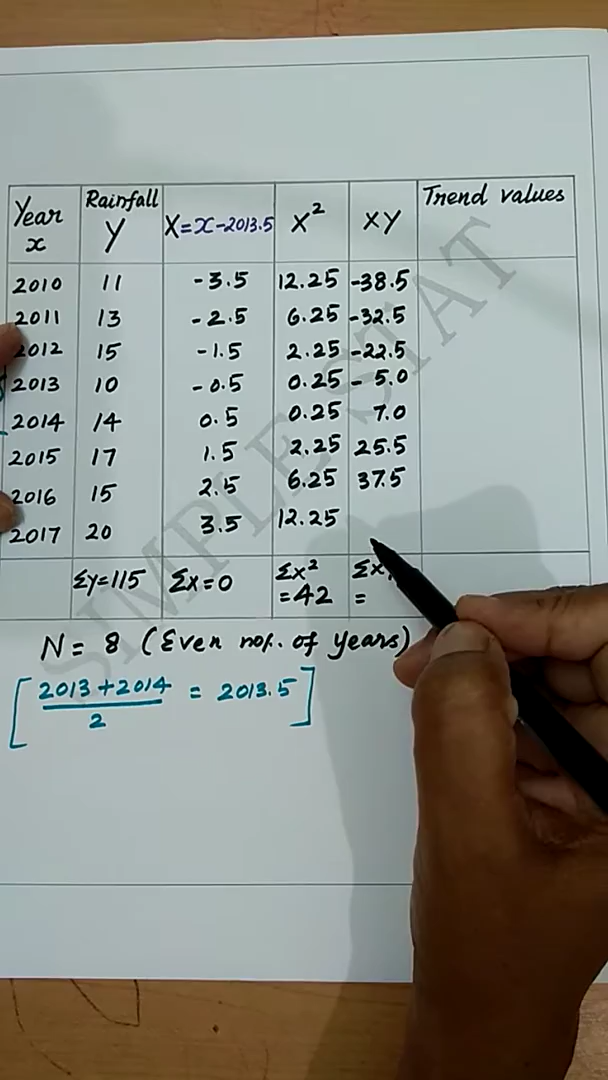 Year x Rainfall Y X=x-2013.5 X² XY Trend values
2010 11 -3.5 12.25 -38.5
2011 13 -2.5 6.25 -32.5
2012 15 -1.5 2.25 -22.5
2013 10 -0.5 0.25 -5.0
2014 14 0.5 0.25 7.0
2015 17 1.5 2.25 25.5
2016 15 2.5 6.25 37.5
2017 20 3.5 12.25
Σy=115 Σx=0 Σx² =42 =
N = 8 (Even no. of years)
[2013+2014/2 = 2013.5]
SIMPLE STAT